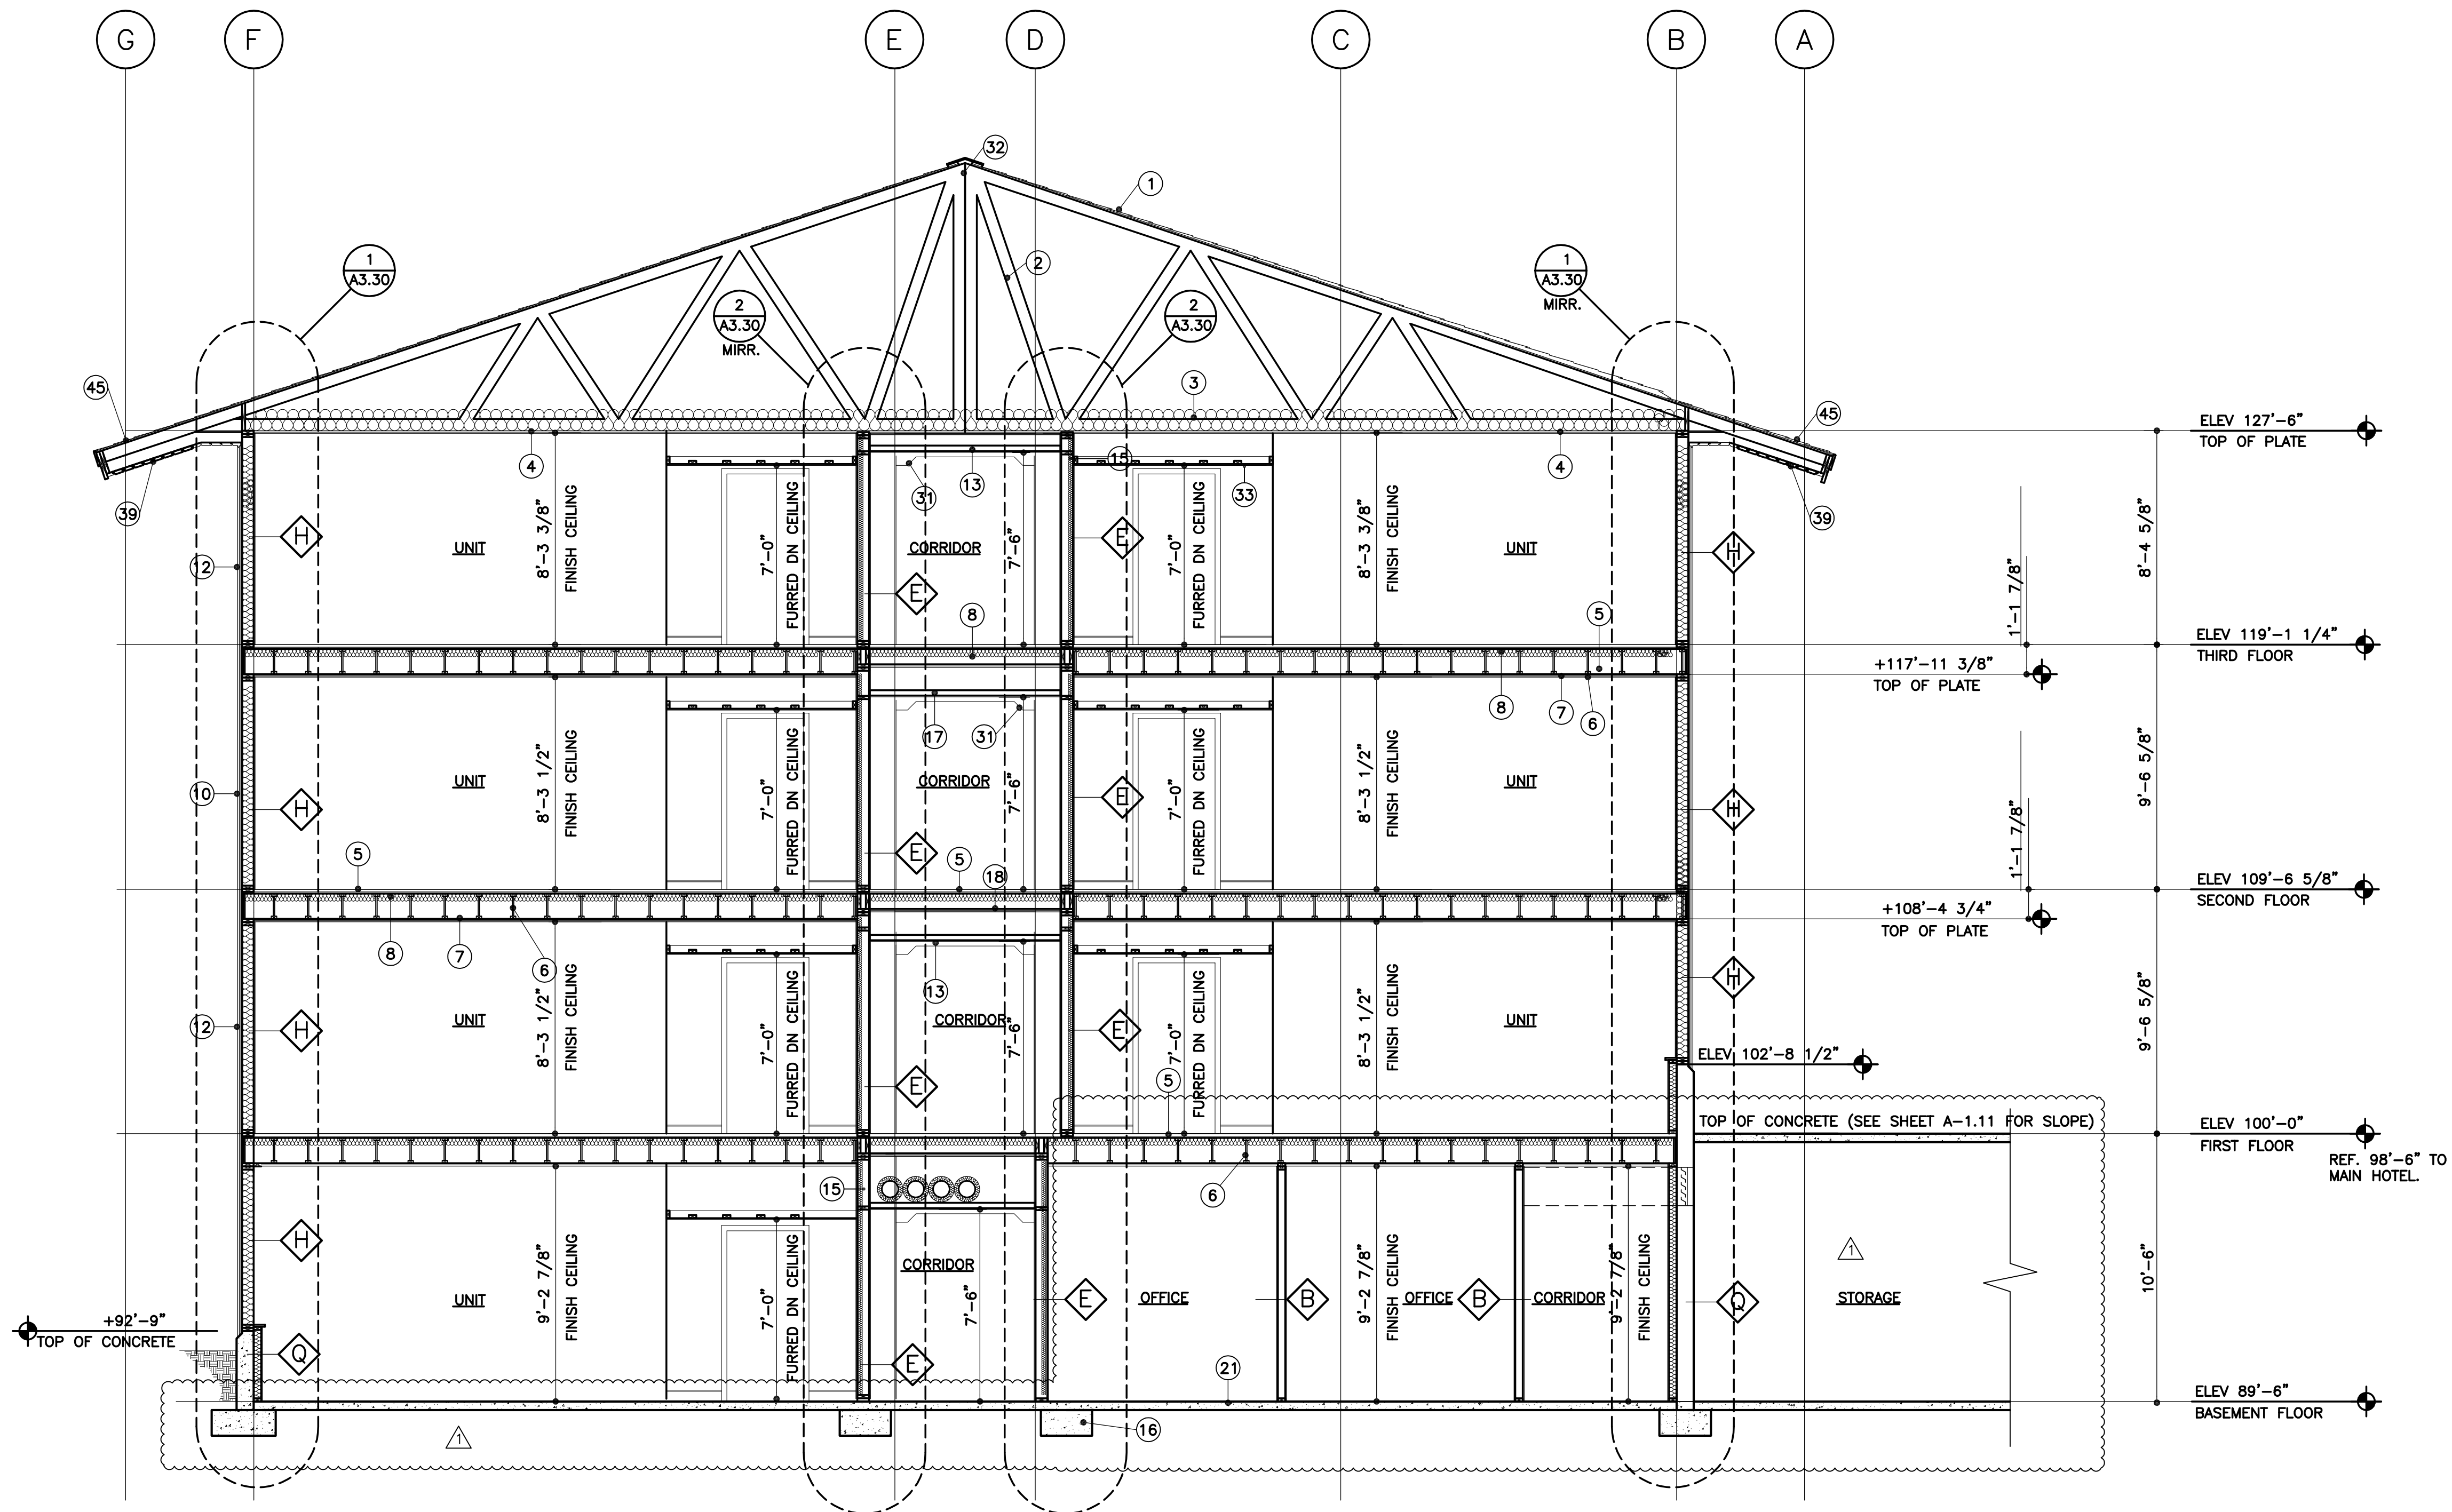 G F E D C B A
32
1
2
1
A3.30
2
A3.30
MIRR.
2
A3.30
1
A3.30
MIRR.
45
3
45
ELEV 127'-6"
TOP OF PLATE
4
31
13
15
33
4
39
39
H
UNIT
8'-3 3/8"
FINISH CEILING
7'-0"
FURRED DN CEILING
CORRIDOR
7'-6"
E
7'-0"
FURRED DN CEILING
8'-3 3/8"
FINISH CEILING
UNIT
H
8'-4 5/8"
12
E
8
5
1'-1 7/8"
ELEV 119'-1 1/4"
THIRD FLOOR
+117'-11 3/8"
TOP OF PLATE
17
31
8
7
6
UNIT
8'-3 1/2"
FINISH CEILING
7'-0"
FURRED DN CEILING
CORRIDOR
7'-6"
7'-0"
FURRED DN CEILING
8'-3 1/2"
FINISH CEILING
UNIT
9'-6 5/8"
10
H
E
H
E
5
5
18
1'-1 7/8"
ELEV 109'-6 5/8"
SECOND FLOOR
+108'-4 3/4"
TOP OF PLATE
8
7
6
13
H
12
H
UNIT
8'-3 1/2"
FINISH CEILING
7'-0"
FURRED DN CEILING
CORRIDOR
7'-6"
E
7'-0"
FURRED DN CEILING
8'-3 1/2"
FINISH CEILING
UNIT
9'-6 5/8"
ELEV 102'-8 1/2"
E
5
TOP OF CONCRETE (SEE SHEET A-1.11 FOR SLOPE)
ELEV 100'-0"
FIRST FLOOR
REF. 98'-6" TO
MAIN HOTEL.
15
6
H
UNIT
9'-2 7/8"
FINISH CEILING
7'-0"
FURRED DN CEILING
CORRIDOR
7'-6"
E
OFFICE
B
9'-2 7/8"
FINISH CEILING
OFFICE
B
CORRIDOR
9'-2 7/8"
FINISH CEILING
Q
1
STORAGE
10'-6"
+92'-9"
TOP OF CONCRETE
Q
E
21
ELEV 89'-6"
BASEMENT FLOOR
1
16